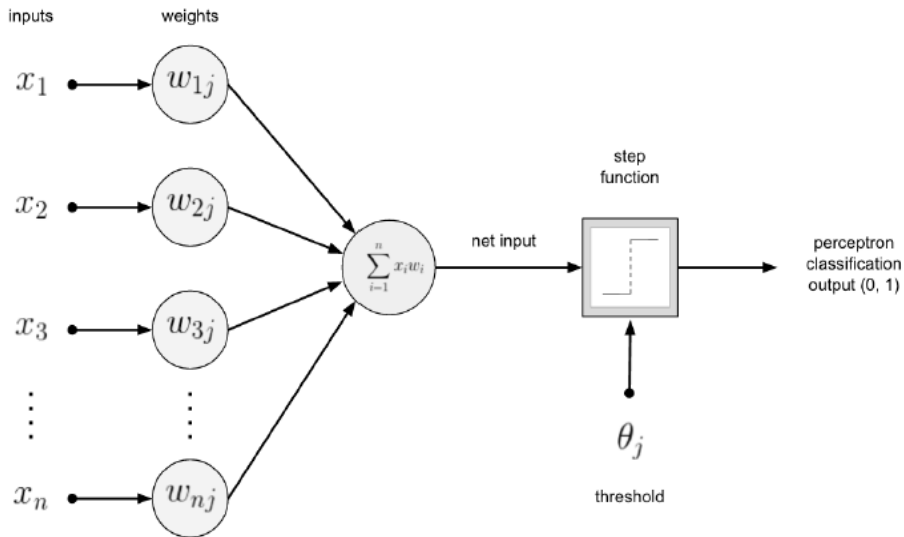 inputs
weights
x₁
w₁ⱼ
x₂
w₂ⱼ
x₃
w₃ⱼ
⋮
⋮
xₙ
wₙⱼ
n
∑ xᵢwᵢ
i=1
net input
step
function
θⱼ
threshold
perceptron
classification
output (0, 1)